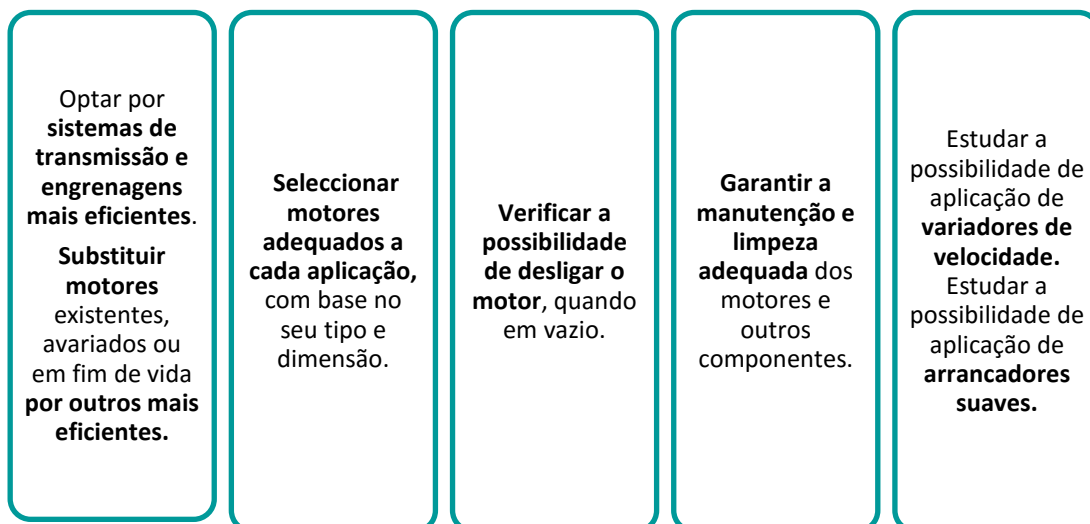 Optar por
sistemas de
transmissão e
engrenagens
mais eficientes.
Substituir
motores
existentes,
avariados ou
em fim de vida
por outros mais
eficientes.
Seleccionar
motores
adequados a
cada aplicação,
com base no
seu tipo e
dimensão.
Verificar a
possibilidade
de desligar o
motor, quando
em vazio.
Garantir a
manutenção e
limpeza
adequada dos
motores e
outros
componentes.
Estudar a
possibilidade de
aplicação de
variadores de
velocidade.
Estudar a
possibilidade de
aplicação de
arrancadores
suaves.